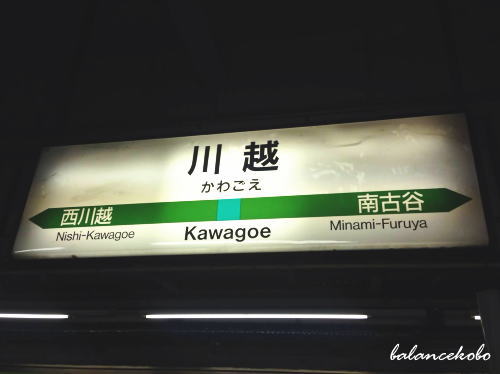 川越
かわごえ
西川越
南古谷
Nishi-Kawagoe
Kawagoe
Minami-Furuya
balancekobo